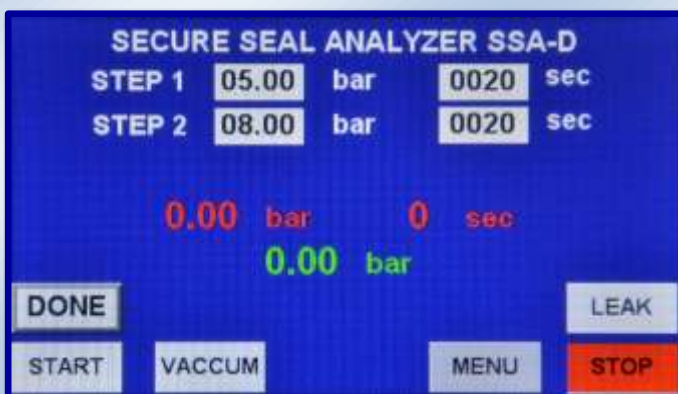 SECURE SEAL ANALYZER SSA-D
STEP 1 05.00 bar 0020 sec
STEP 2 08.00 bar 0020 sec
0.00 bar 0 sec
0.00 bar
DONE LEAK
START VACCUM MENU STOP